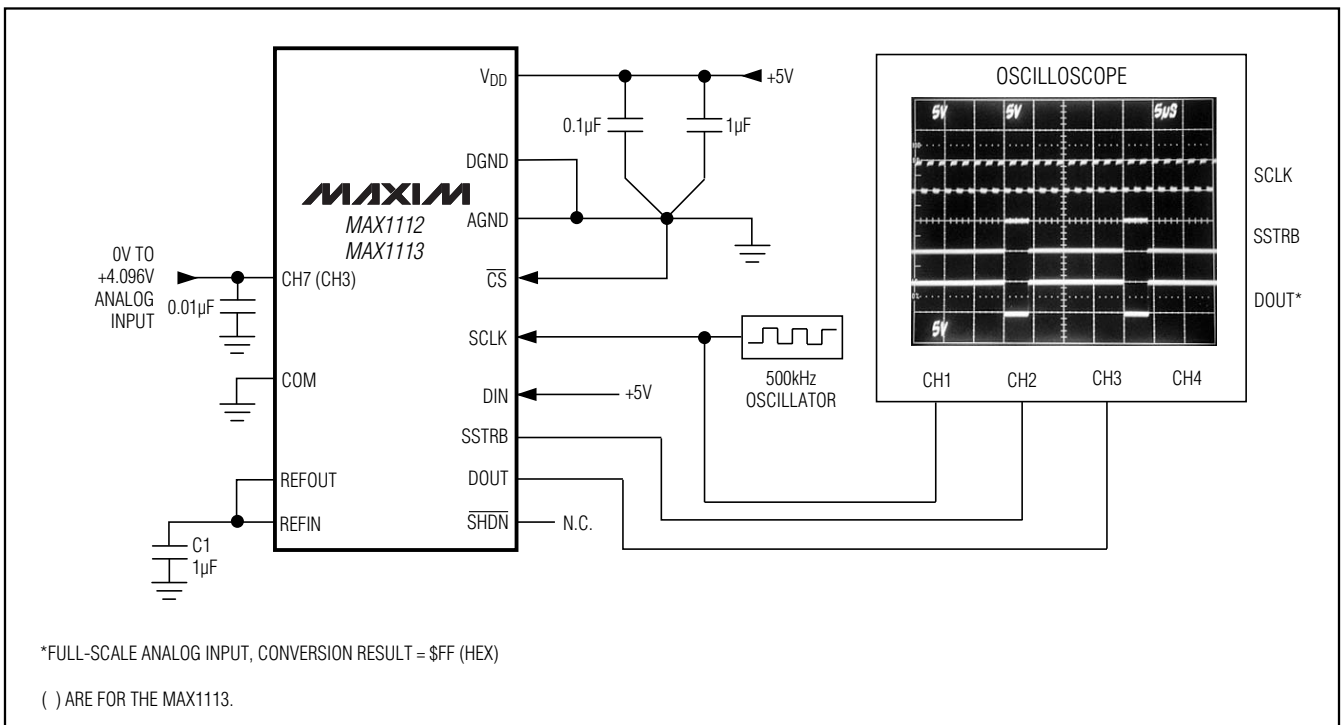 OSCILLOSCOPE
5V 5V 5µS
SCLK
SSTRB
DOUT*
5V
CH1 CH2 CH3 CH4
VDD
+5V
0.1µF
1µF
DGND
AGND
CS
MAXIM
MAX1112
MAX1113
0V TO
+4.096V
ANALOG
INPUT
0.01µF
CH7 (CH3)
COM
SCLK
500kHz
OSCILLATOR
DIN
+5V
SSTRB
DOUT
SHDN
N.C.
REFOUT
REFIN
C1
1µF
*FULL-SCALE ANALOG INPUT, CONVERSION RESULT = $FF (HEX)
( ) ARE FOR THE MAX1113.